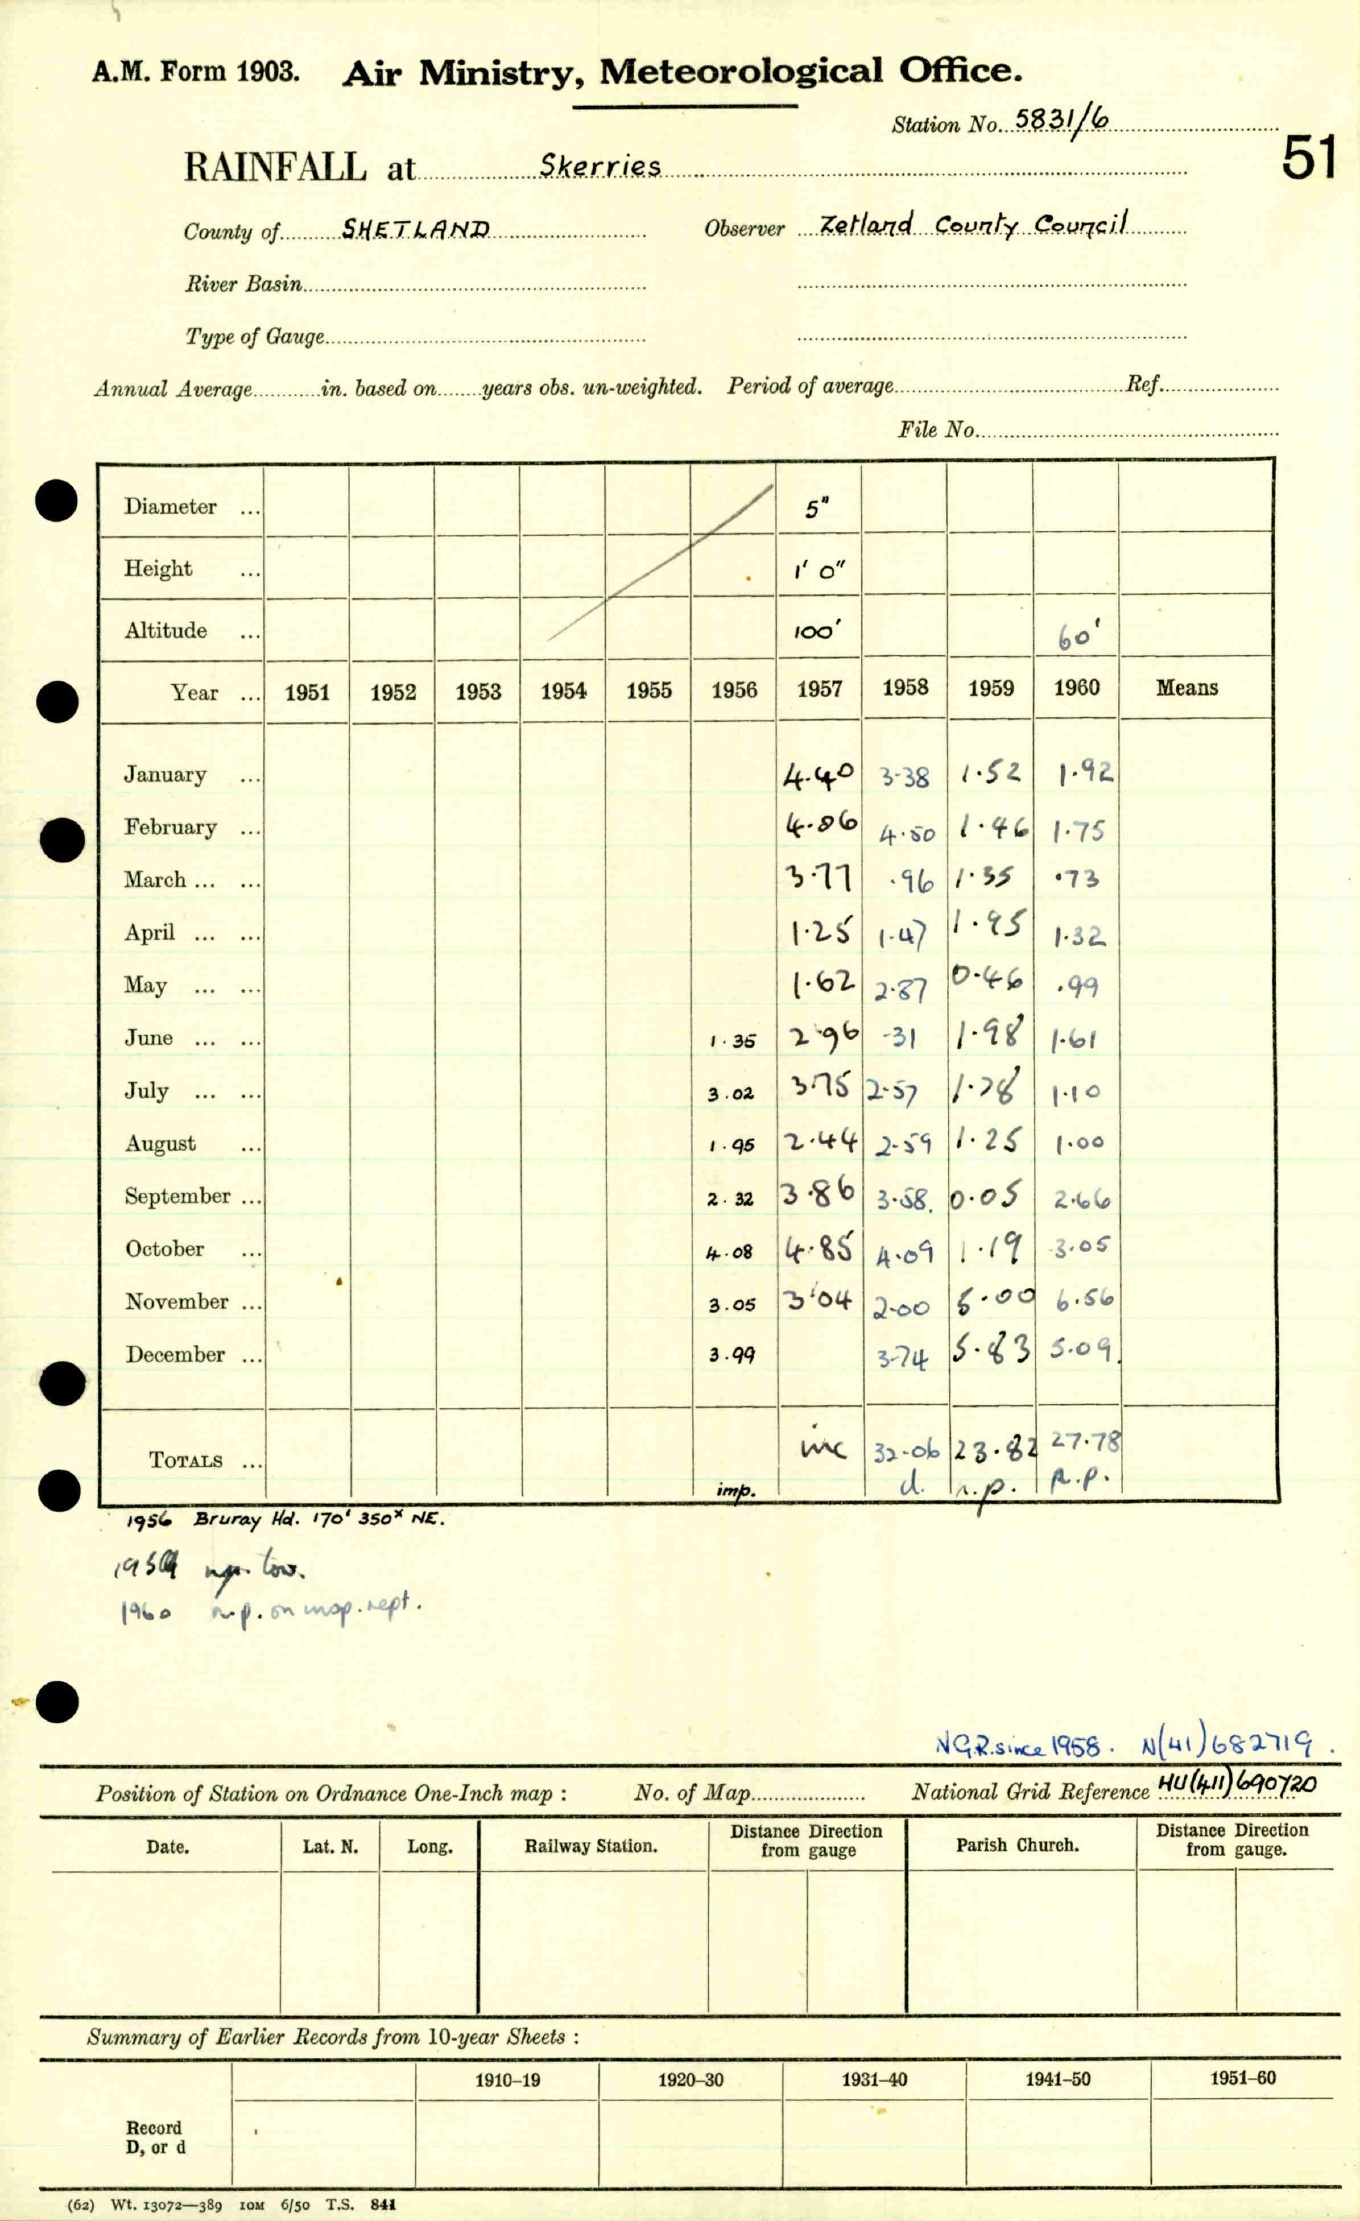 A.M. Form 1903. Air Ministry, Meteorological Office.
Station No. 5831/6
51
RAINFALL at Skerries
County of SHETLAND Observer Zetland County Council
River Basin
Type of Gauge
Annual Average in. based on years obs. un-weighted. Period of average Ref.
File No.
Diameter ... 5"
Height ... 1' 0"
Altitude ... 100' 60'
Year ... 1951 1952 1953 1954 1955 1956 1957 1958 1959 1960 Means
January ... 4.40 3.38 1.52 1.92
February ... 4.06 4.50 1.46 1.75
March ... ... 3.77 .96 1.35 .73
April ... ... 1.25 1.47 1.95 1.32
May ... ... 1.62 2.87 0.46 .99
June ... ... 1.35 2.96 .31 1.98 1.61
July ... ... 3.02 3.75 2.57 1.78 1.10
August ... 1.95 2.44 2.59 1.25 1.00
September ... 2.32 3.86 3.58. 0.05 2.66
October ... 4.08 4.85 4.09 1.19 3.05
November ... 3.05 3.04 2.00 5.00 6.56
December ... 3.99 3.74 5.83 5.09.
TOTALS ... inc 32.06 23.82 27.78
imp. d. n.p. n.p.
1956 Bruray Hd. 170' 350ˣ NE.
1959 n.p. low.
1960 n.p. on insp. rept.
NGR. since 1958. N(41)682719.
Position of Station on Ordnance One-Inch map : No. of Map National Grid Reference HU(411)690720
Date. Lat. N. Long. Railway Station. Distance from Direction gauge Parish Church. Distance from Direction gauge.
Summary of Earlier Records from 10-year Sheets :
1910–19 1920–30 1931–40 1941–50 1951–60
Record
D, or d
(62) Wt. 13072—389 10M 6/50 T.S. 841